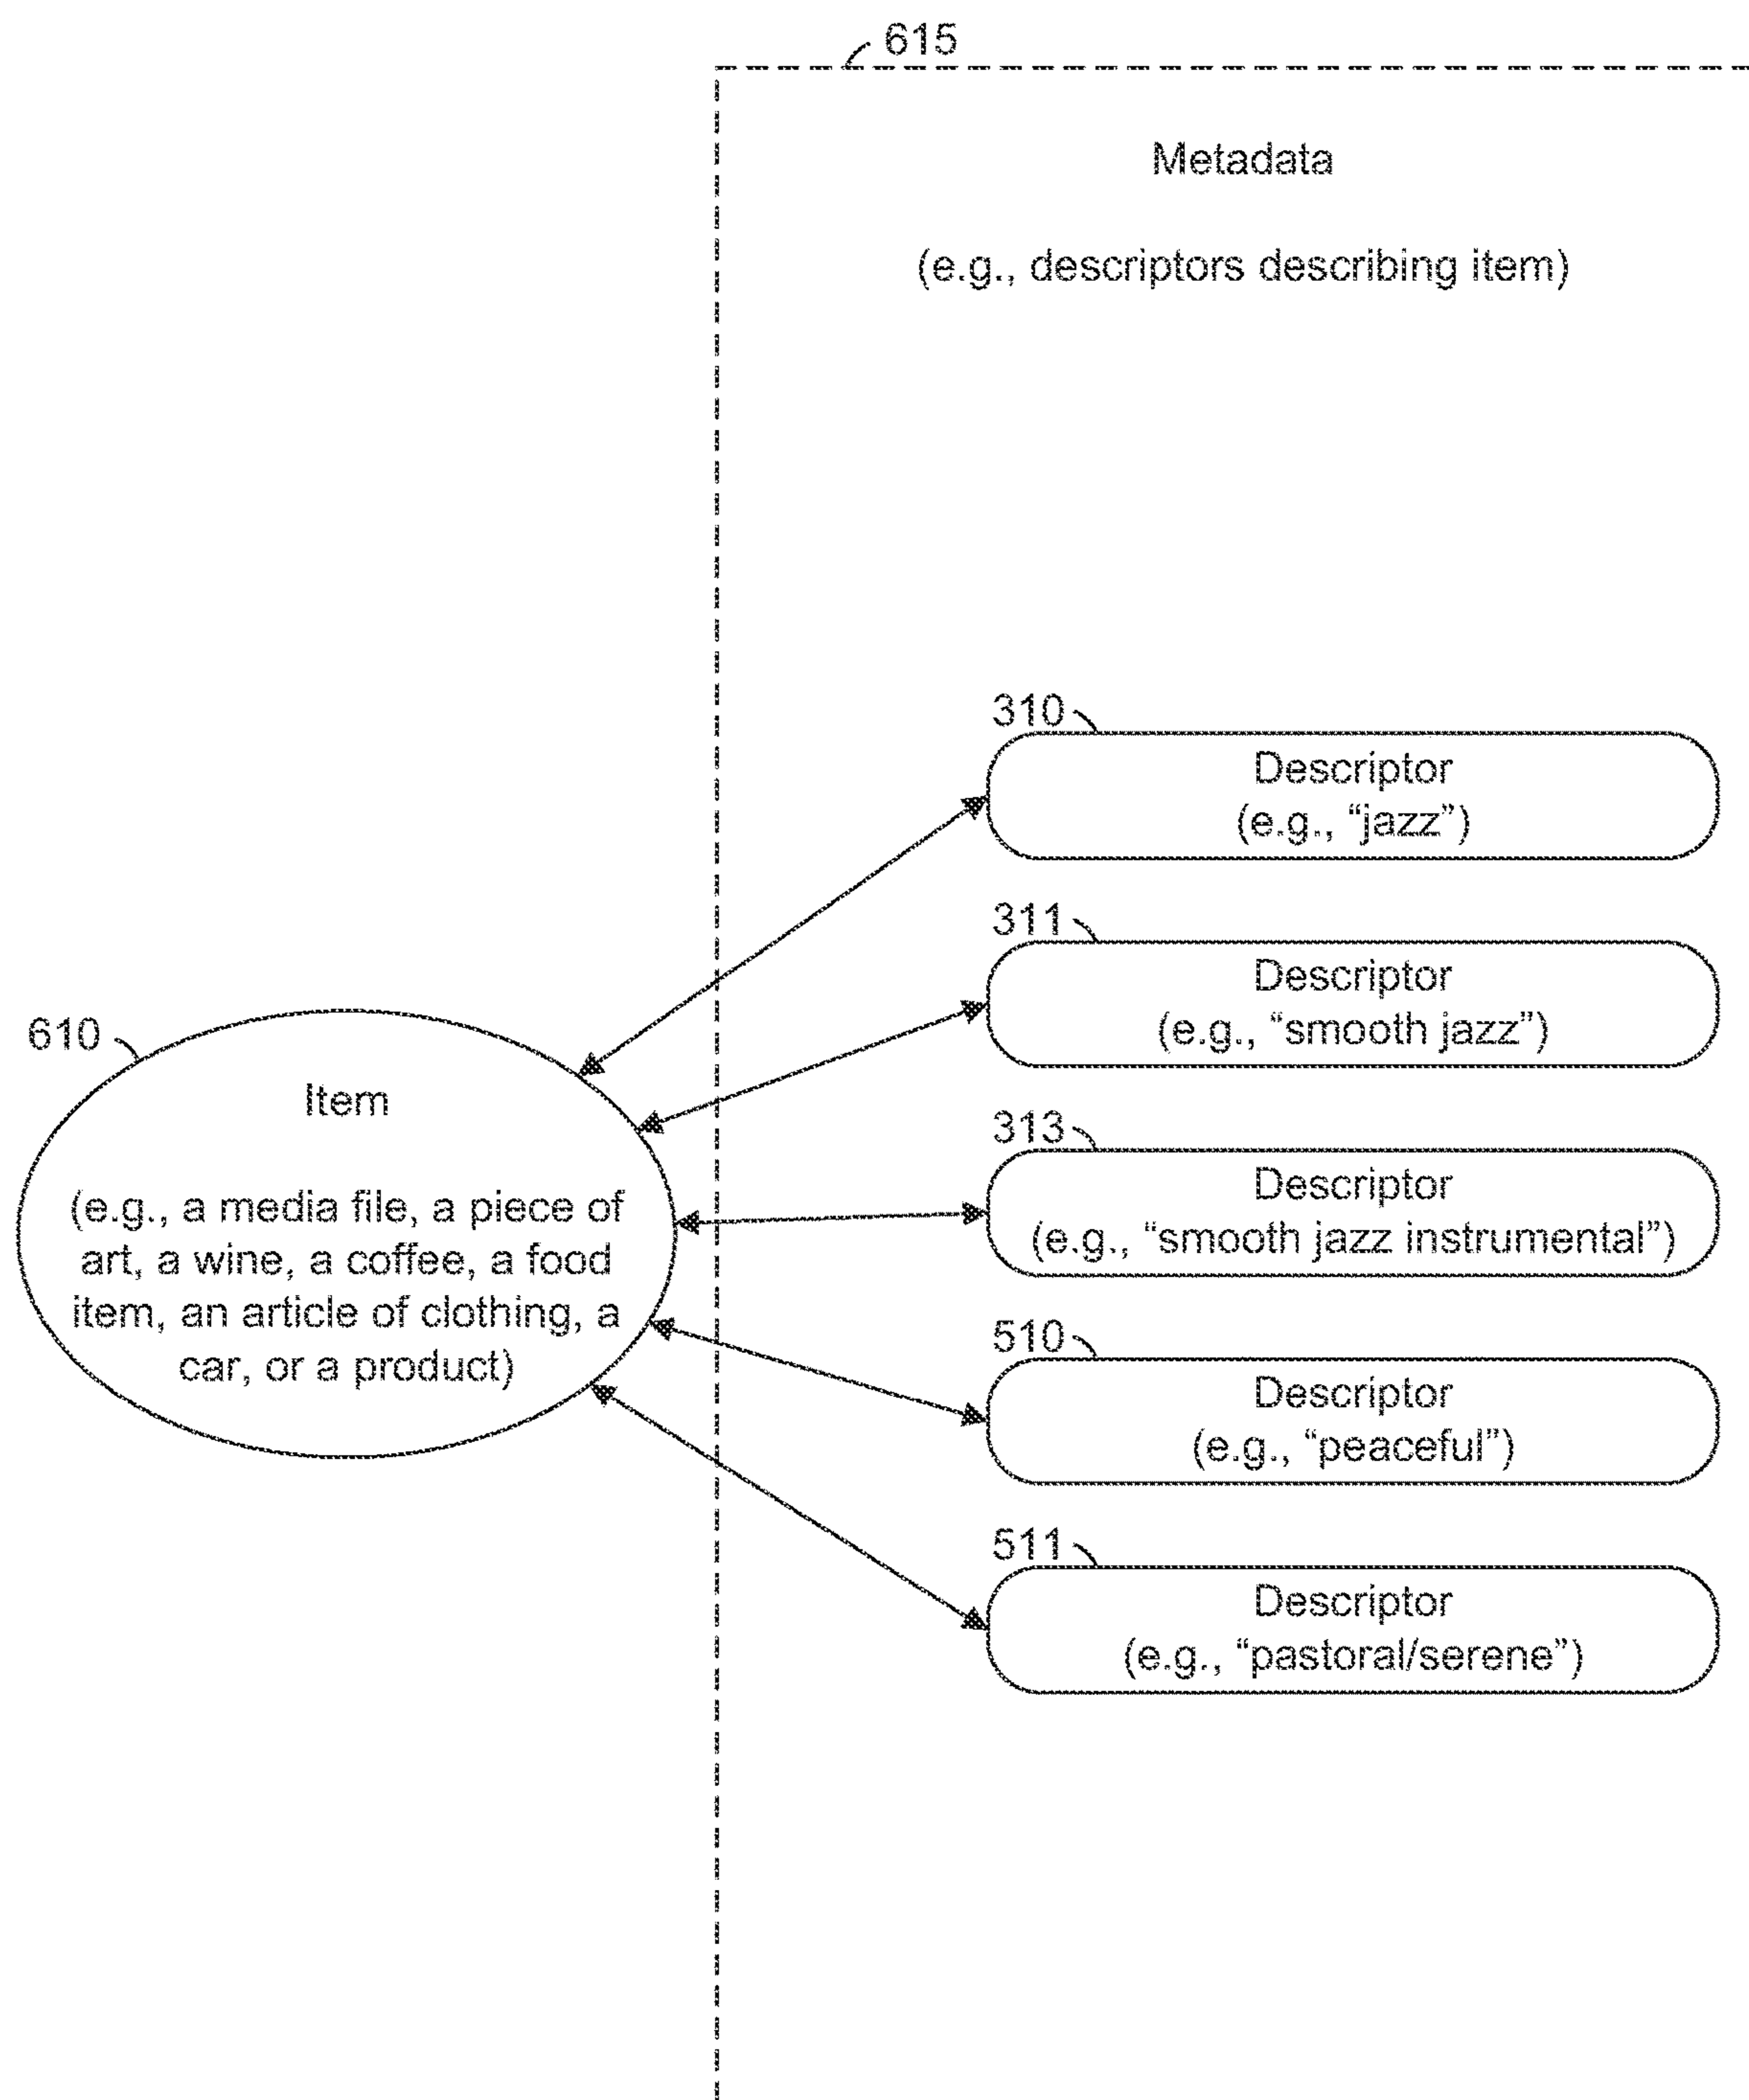 615
Metadata
(e.g., descriptors describing item)
310
Descriptor
(e.g., “jazz”)
311
Descriptor
(e.g., “smooth jazz”)
610
Item
(e.g., a media file, a piece of
art, a wine, a coffee, a food
item, an article of clothing, a
car, or a product)
313
Descriptor
(e.g., “smooth jazz instrumental”)
510
Descriptor
(e.g., “peaceful”)
511
Descriptor
(e.g., “pastoral/serene”)